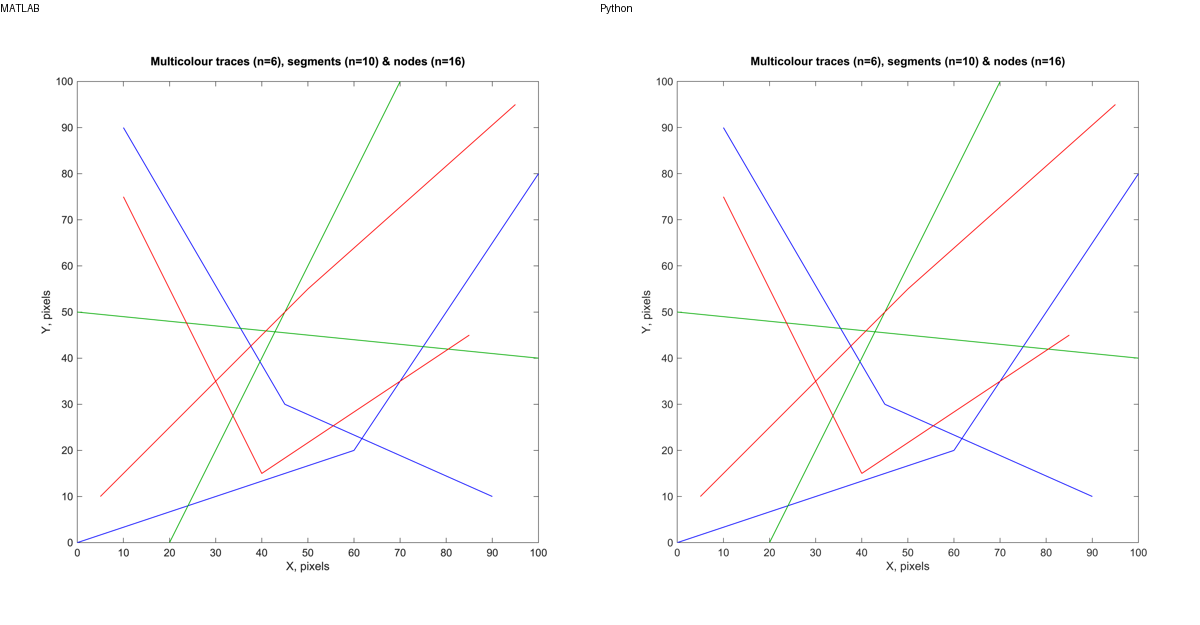 MATLAB
Python
Multicolour traces (n=6), segments (n=10) & nodes (n=16)
100
90
80
70
60
50
40
30
20
10
0
Y, pixels
0 10 20 30 40 50 60 70 80 90 100
X, pixels
Multicolour traces (n=6), segments (n=10) & nodes (n=16)
100
90
80
70
60
50
40
30
20
10
0
Y, pixels
0 10 20 30 40 50 60 70 80 90 100
X, pixels